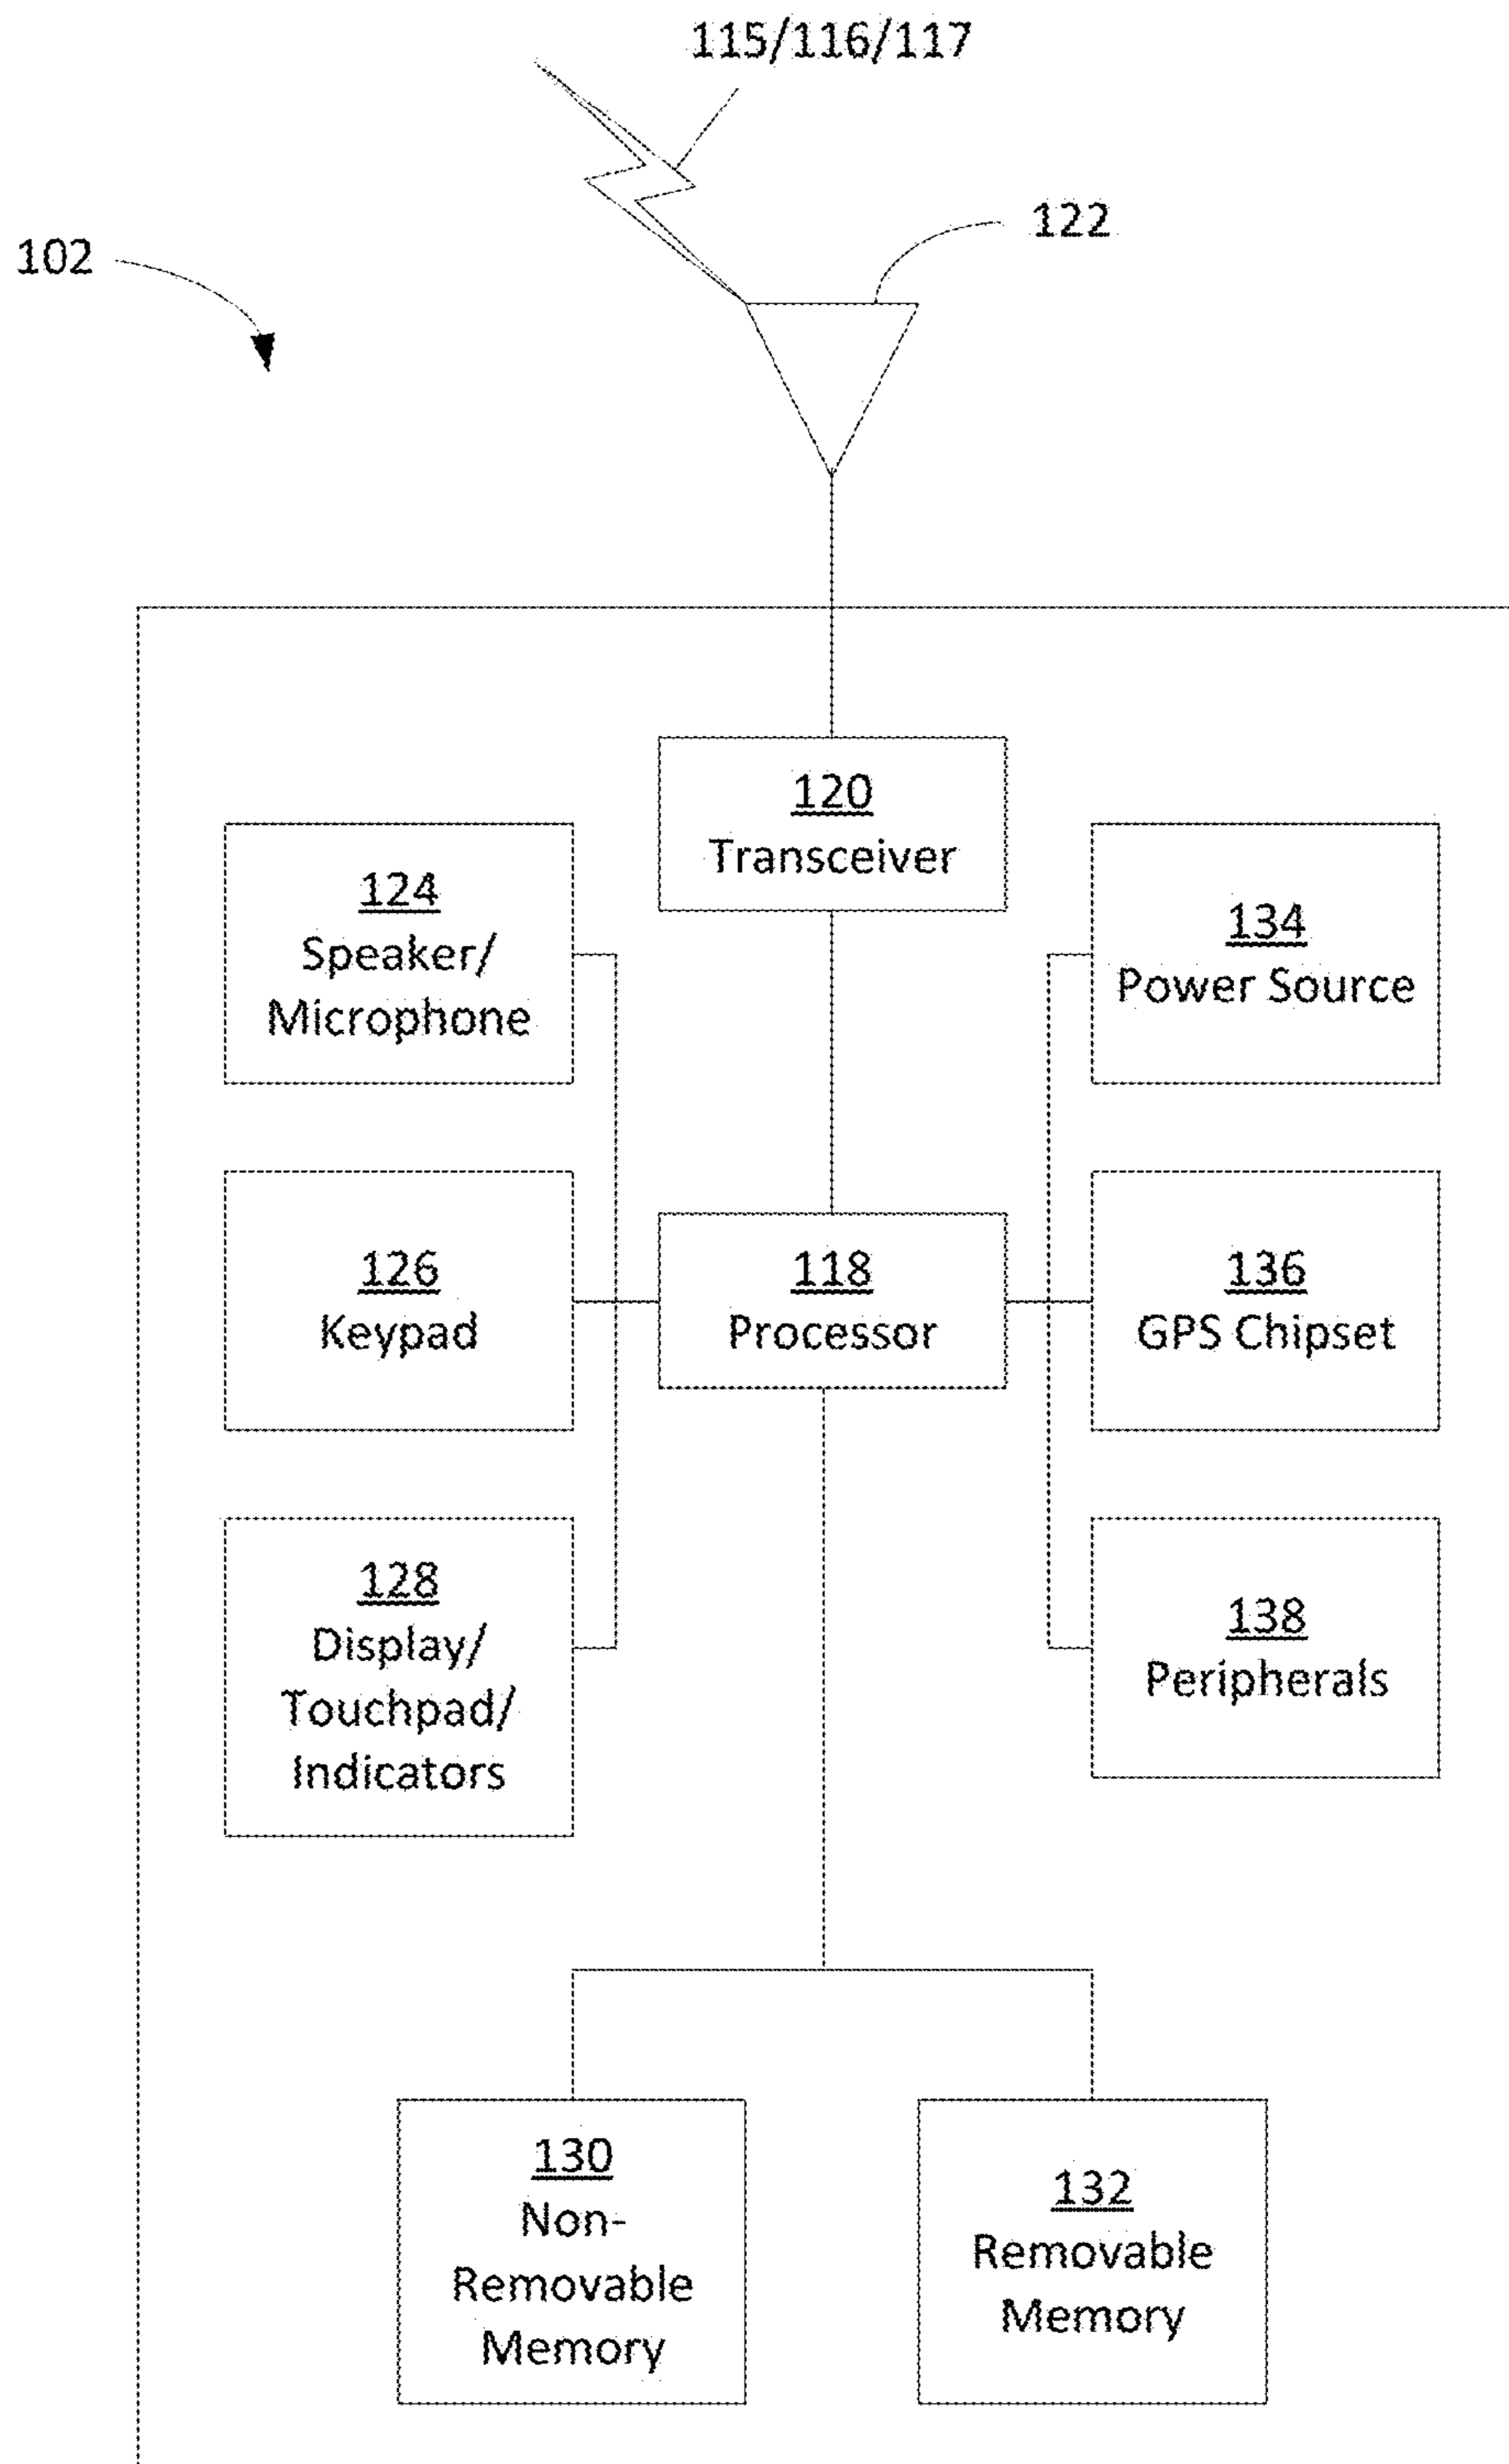 115/116/117
122
102
120
Transceiver
124
Speaker/
Microphone
134
Power Source
126
Keypad
118
Processor
136
GPS Chipset
128
Display/
Touchpad/
Indicators
138
Peripherals
130
Non-
Removable
Memory
132
Removable
Memory